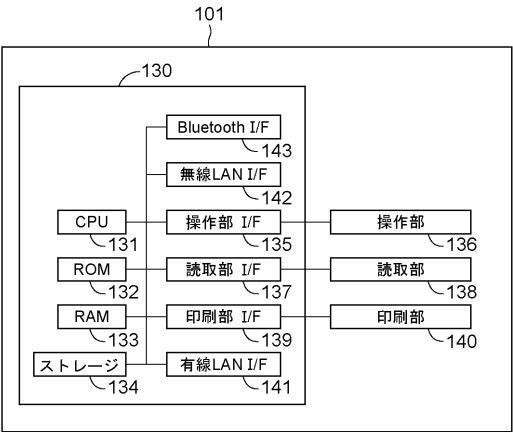 101
130
Bluetooth I/F
143
無線LAN I/F
142
CPU
131
操作部 I/F
135
操作部
136
ROM
132
読取部 I/F
137
読取部
138
RAM
133
印刷部 I/F
139
印刷部
140
ストレージ
134
有線LAN I/F
141